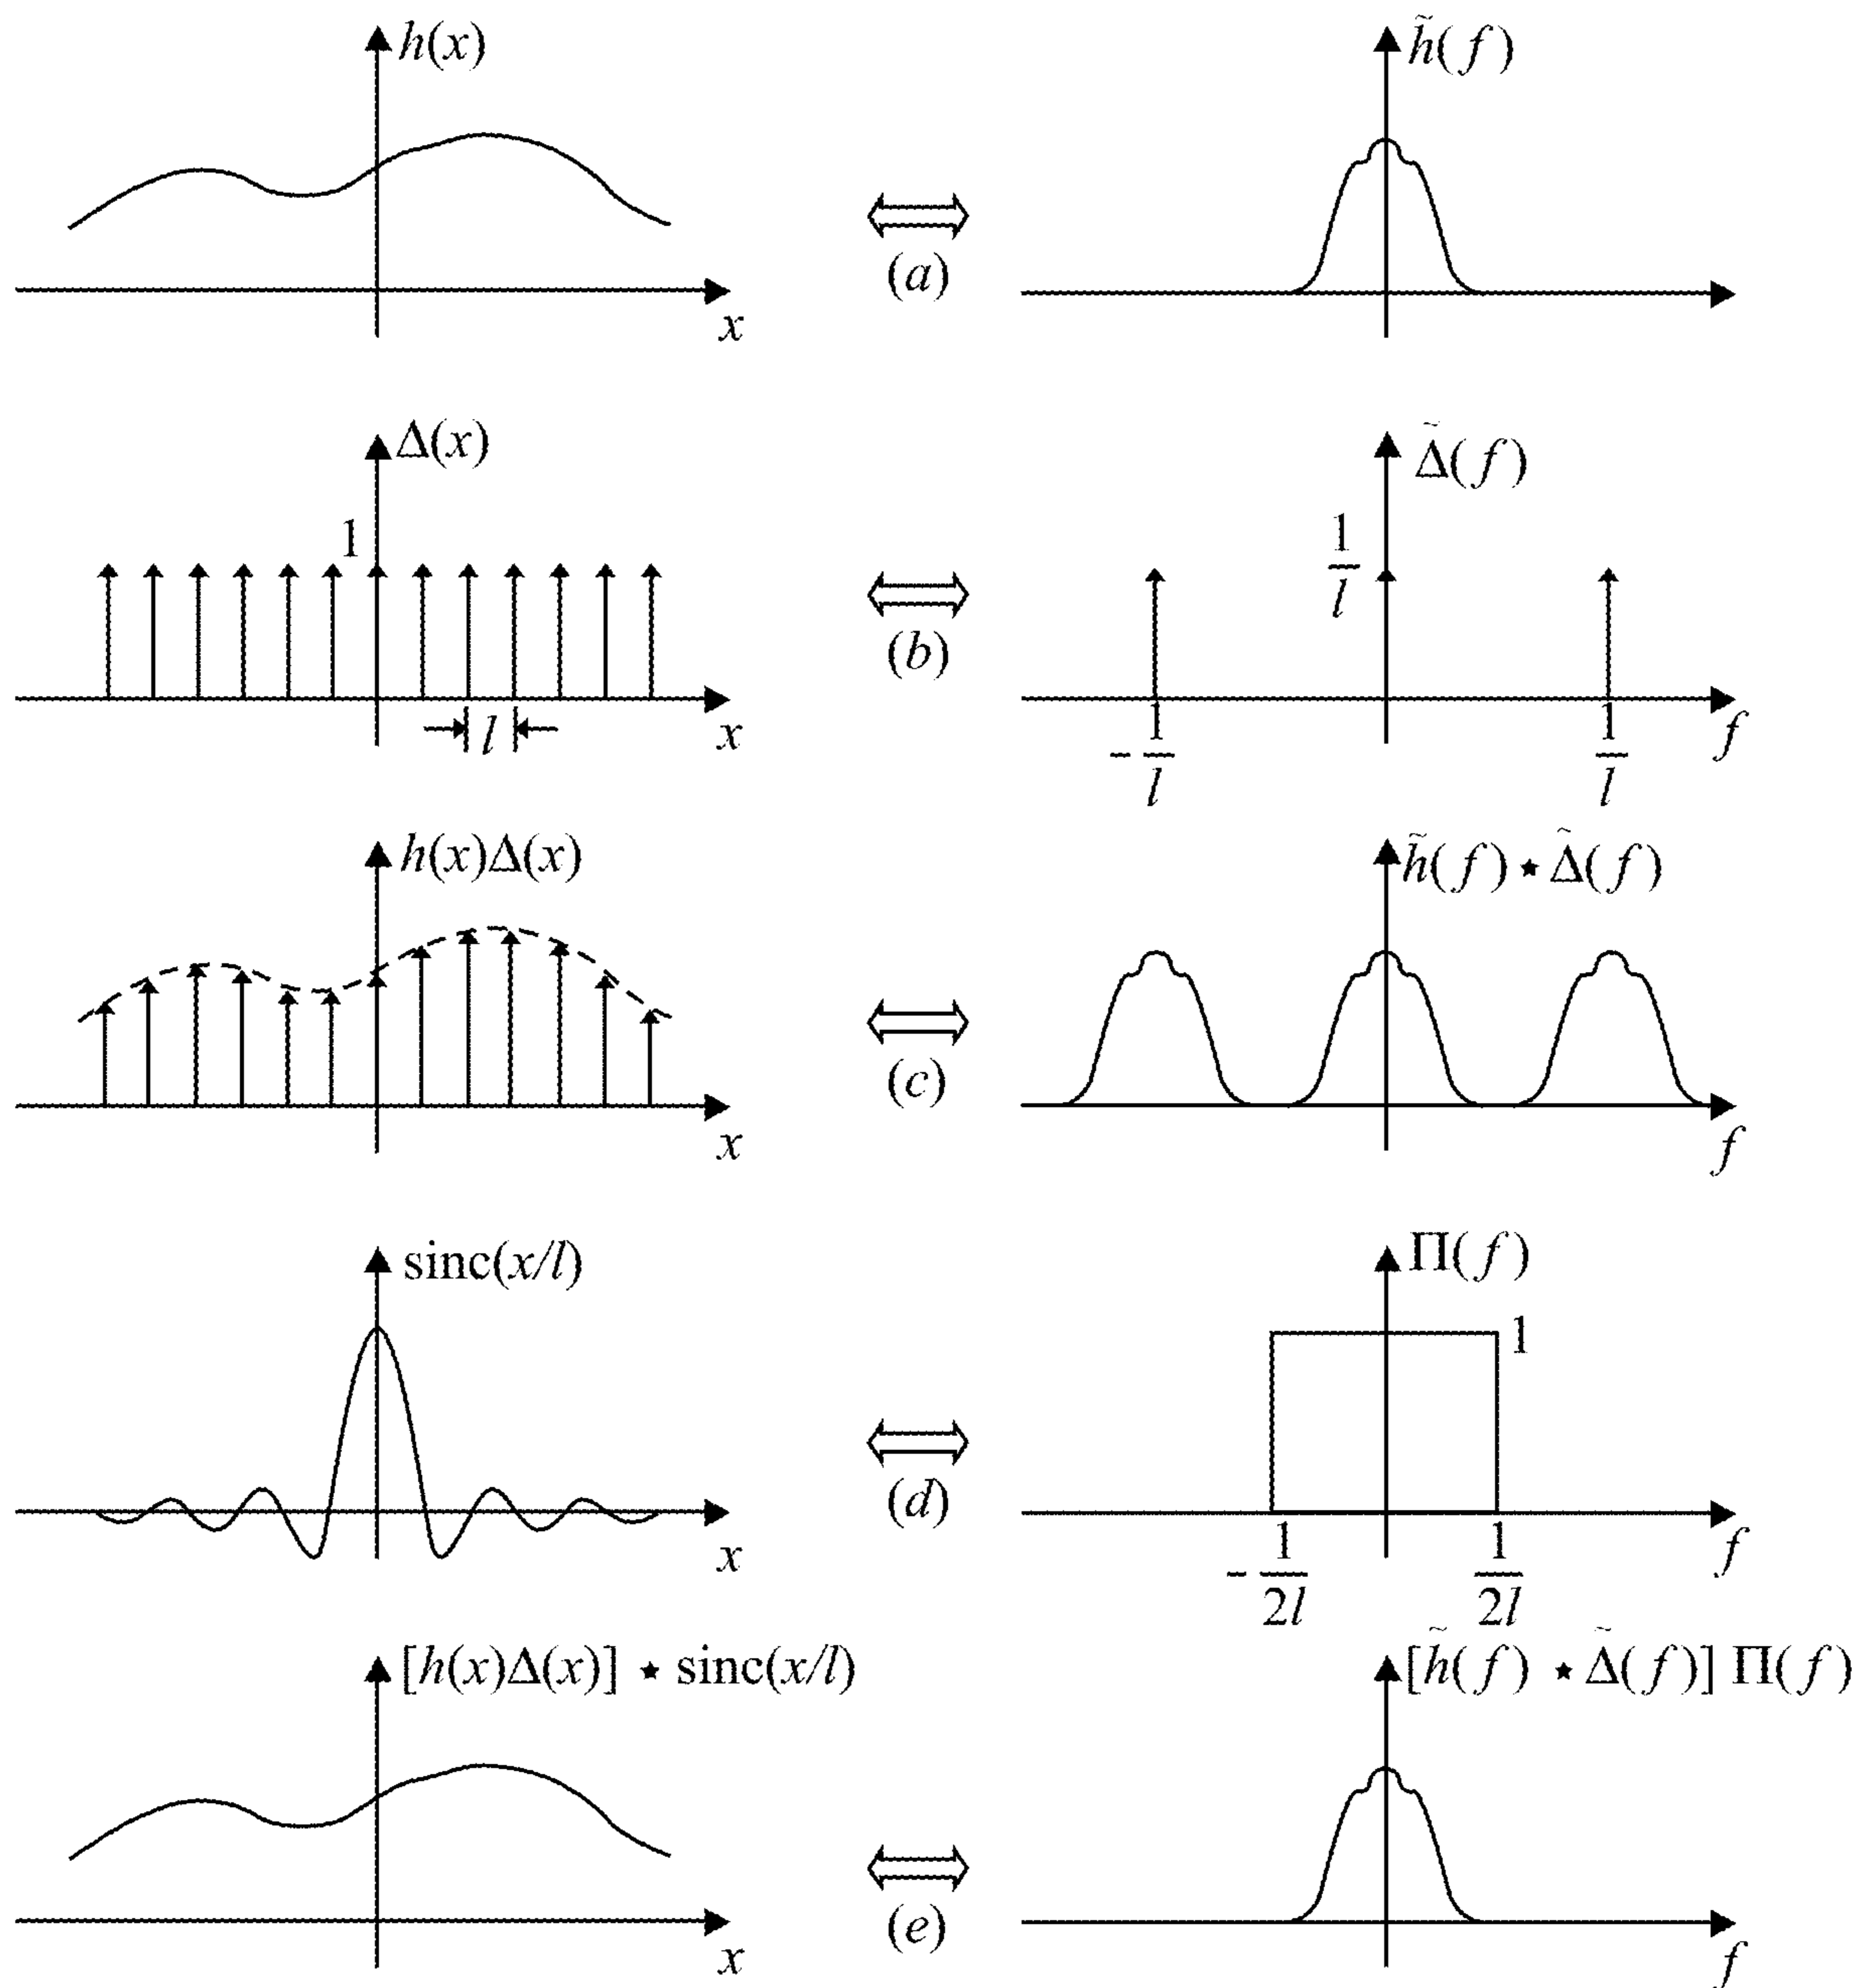 h(x)
h̃(f)
(a)
x
Δ(x)
Δ̃(f)
1
1/l
(b)
l
x
-1/l
1/l
f
h(x)Δ(x)
h̃(f) ⋆ Δ̃(f)
(c)
x
f
sinc(x/l)
Π(f)
1
(d)
x
-1/2l
1/2l
f
[h(x)Δ(x)] ⋆ sinc(x/l)
[h̃(f) ⋆ Δ̃(f)] Π(f)
(e)
x
f